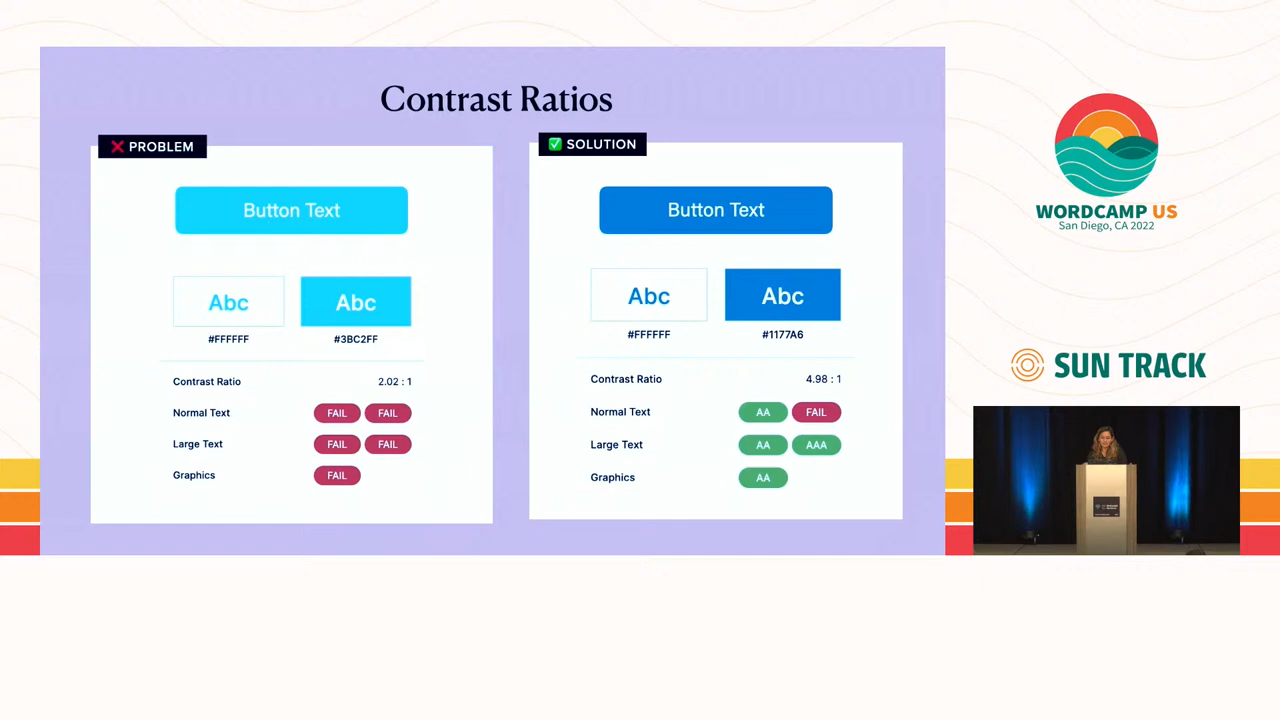 Contrast Ratios
❌ PROBLEM
Button Text
Abc
Abc
#FFFFFF
#3BC2FF
Contrast Ratio
2.02 : 1
Normal Text
FAIL
FAIL
Large Text
FAIL
FAIL
Graphics
FAIL
✅ SOLUTION
Button Text
Abc
Abc
#FFFFFF
#1177A6
Contrast Ratio
4.98 : 1
Normal Text
AA
FAIL
Large Text
AA
AAA
Graphics
AA
WORDCAMP US
San Diego, CA 2022
SUN TRACK